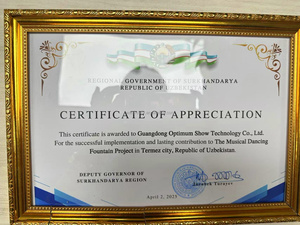 REGIONAL GOVERNMENT OF SURKHANDARYA
REPUBLIC OF UZBEKISTAN
CERTIFICATE OF APPRECIATION
This certificate is awarded to Guangdong Optimum Show Technology Co., Ltd.
For the successful implementation and lasting contribution to The Musical Dancing
Fountain Project in Termez city, Republic of Uzbekistan.
DEPUTY GOVERNOR OF
SURKHANDARYA REGION
April 2, 2025